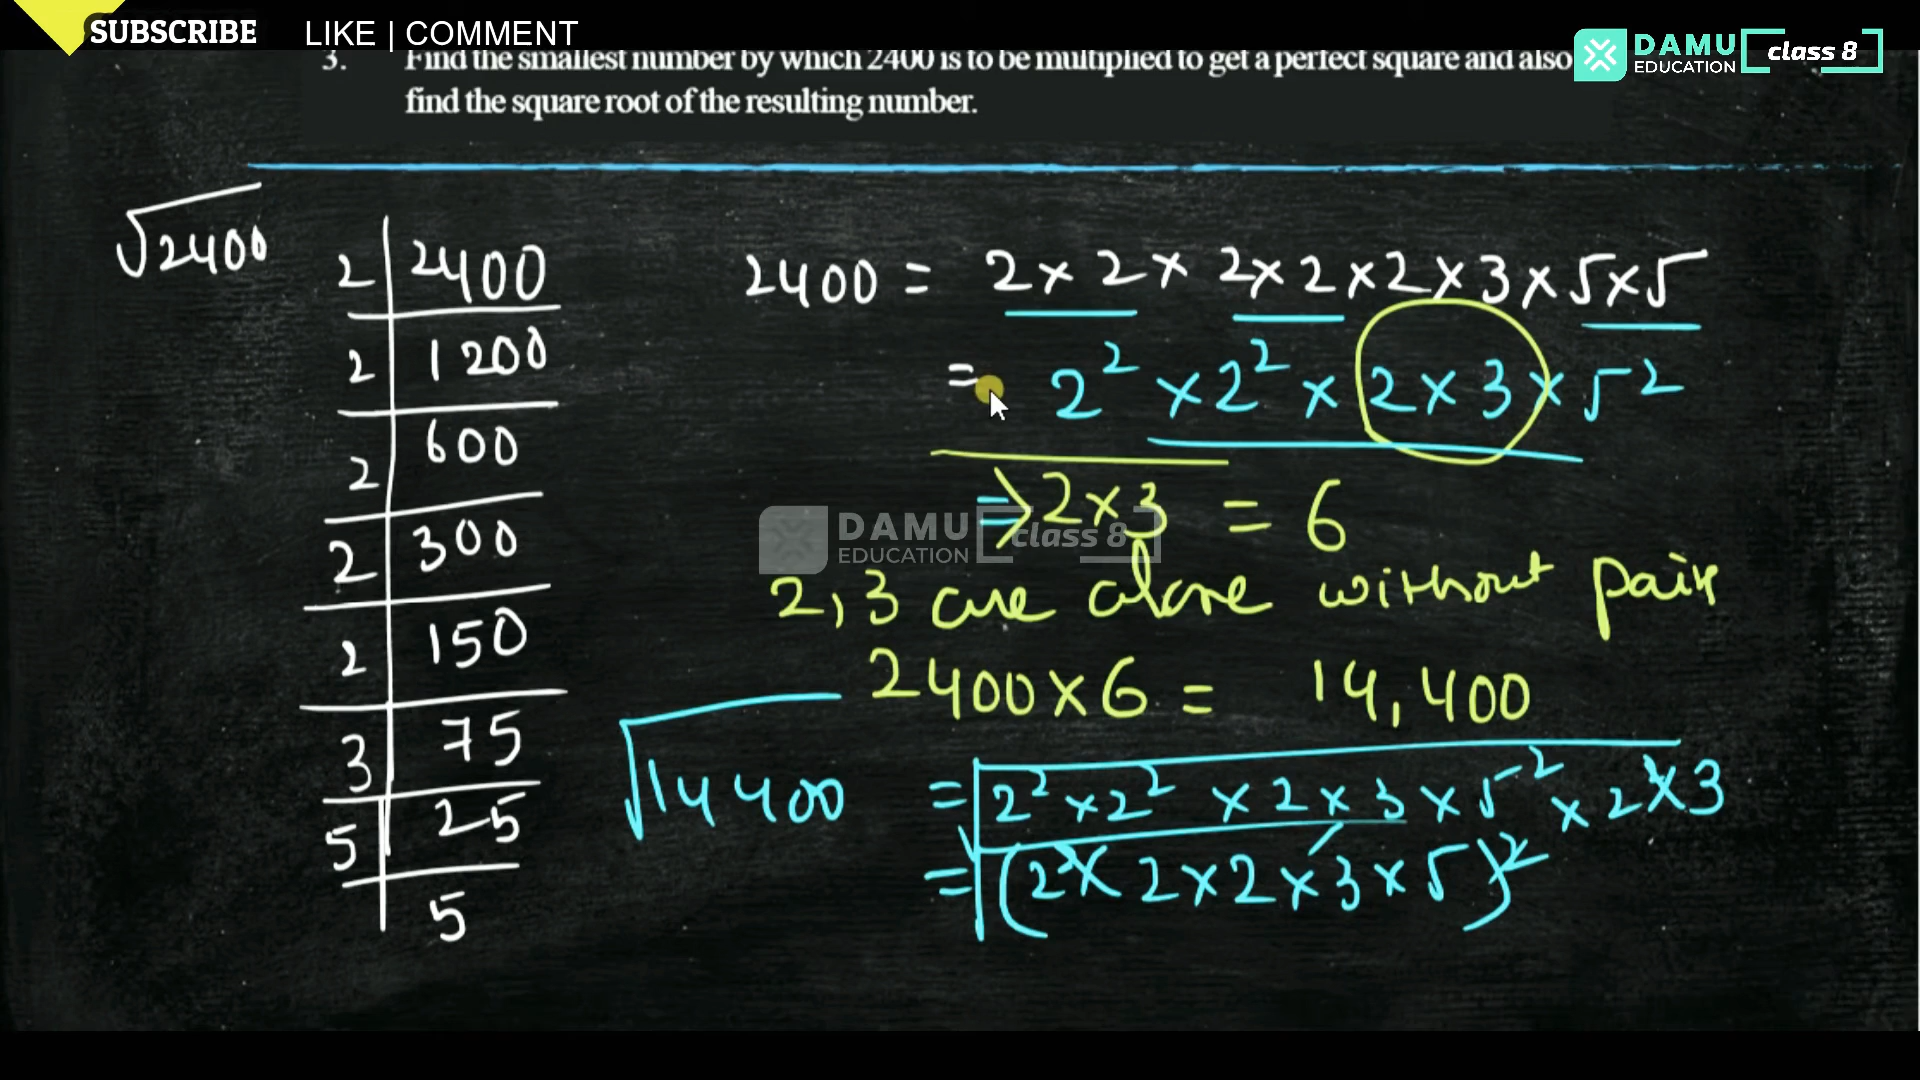 SUBSCRIBE LIKE | COMMENT
DAMU EDUCATION class 8
3. Find the smallest number by which 2400 is to be multiplied to get a perfect square and also
find the square root of the resulting number.
√2400
2 | 2400
2 | 1200
2 | 600
2 | 300
2 | 150
3 | 75
5 | 25
5
2400 = 2 × 2 × 2 × 2 × 2 × 3 × 5 × 5
= 2² × 2² × 2 × 3 × 5²
⇒ 2 × 3 = 6
DAMU EDUCATION class 8
2, 3 are alone without pair
2400 × 6 = 14,400
√14400 = √2² × 2² × 2 × 3 × 5² × 2 × 3
= √(2 × 2 × 2 × 3 × 5)²